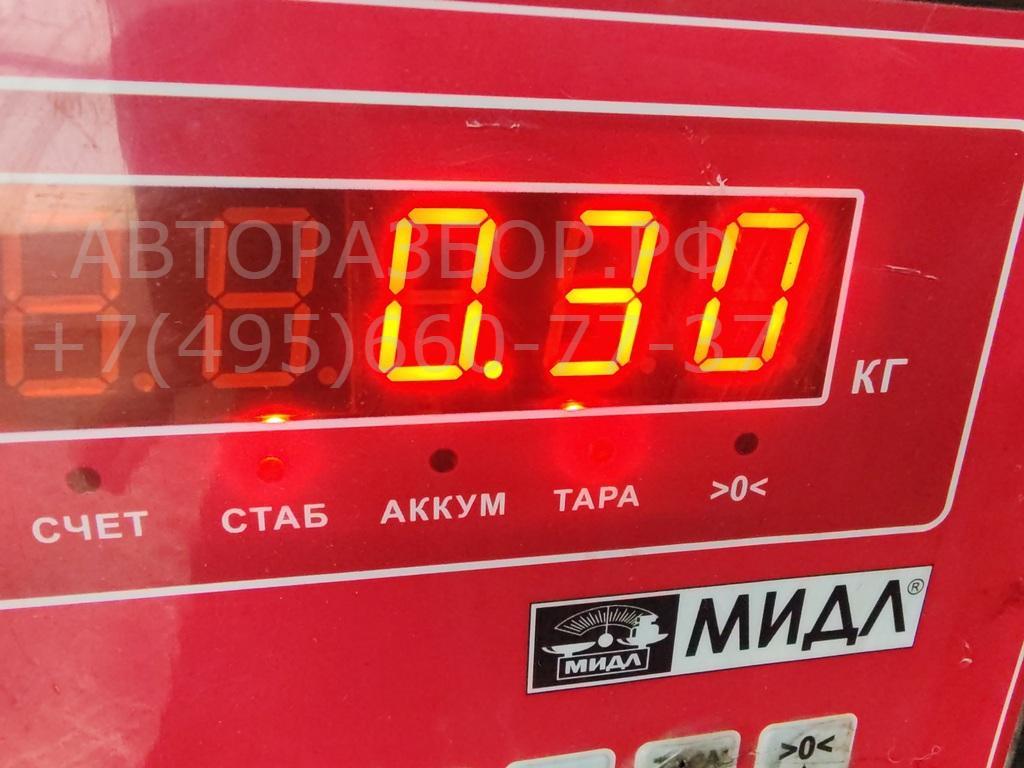 АВТОРАЗБОР.РФ
+7(495)660-77-37
0.30
КГ
СЧЕТ СТАБ АККУМ ТАРА >0<
МИДЛ МИДЛ®
>0<